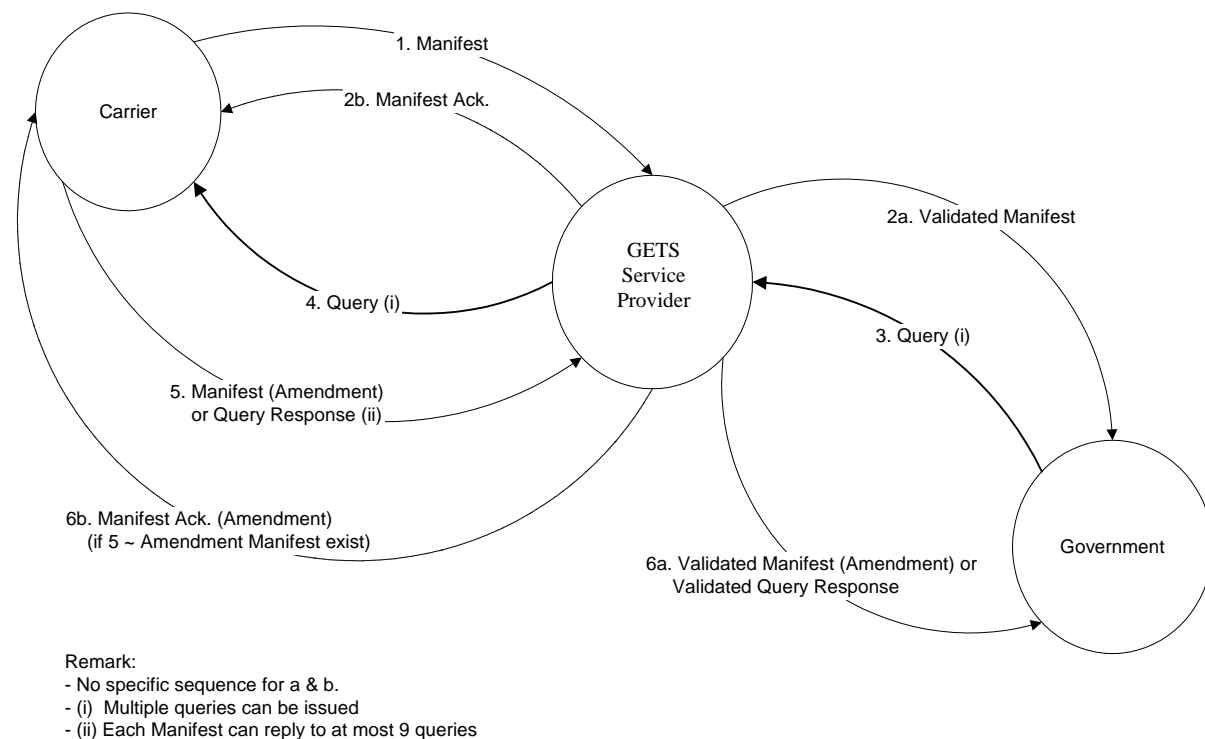 1. Manifest
2b. Manifest Ack.
Carrier
2a. Validated Manifest
GETS
Service
Provider
4. Query (i)
3. Query (i)
5. Manifest (Amendment)
or Query Response (ii)
6b. Manifest Ack. (Amendment)
(if 5 ~ Amendment Manifest exist)
Government
6a. Validated Manifest (Amendment) or
Validated Query Response
Remark:
- No specific sequence for a & b.
- (i) Multiple queries can be issued
- (ii) Each Manifest can reply to at most 9 queries